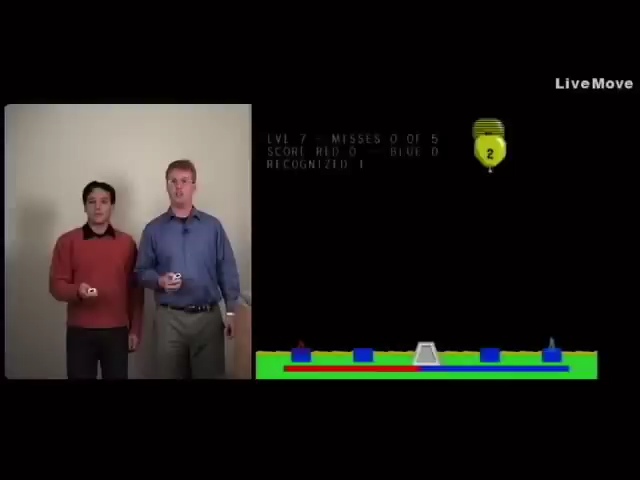 LiveMove
LVL 7 - MISSES 0 OF 5
SCORE RED 0 -- BLUE 0
RECOGNIZED 1
2